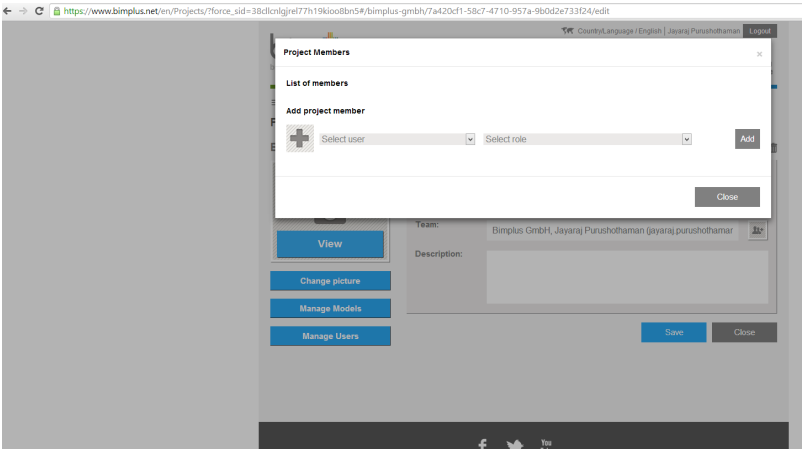 https://www.bimplus.net/en/Projects/?force_sid=38dlcnlgjrel77h19kioo8bn5#/bimplus-gmbh/7a420cf1-58c7-4710-957a-9b0d2e733f24/edit
Country/Language / English | Jayaraj Purushothaman Logout
Project Members
×
List of members
Add project member
Select user Select role Add
Close
Team: Bimplus GmbH, Jayaraj Purushothaman (jayaraj.purushothamar
View
Description:
Change picture
Manage Models
Manage Users Save Close
You